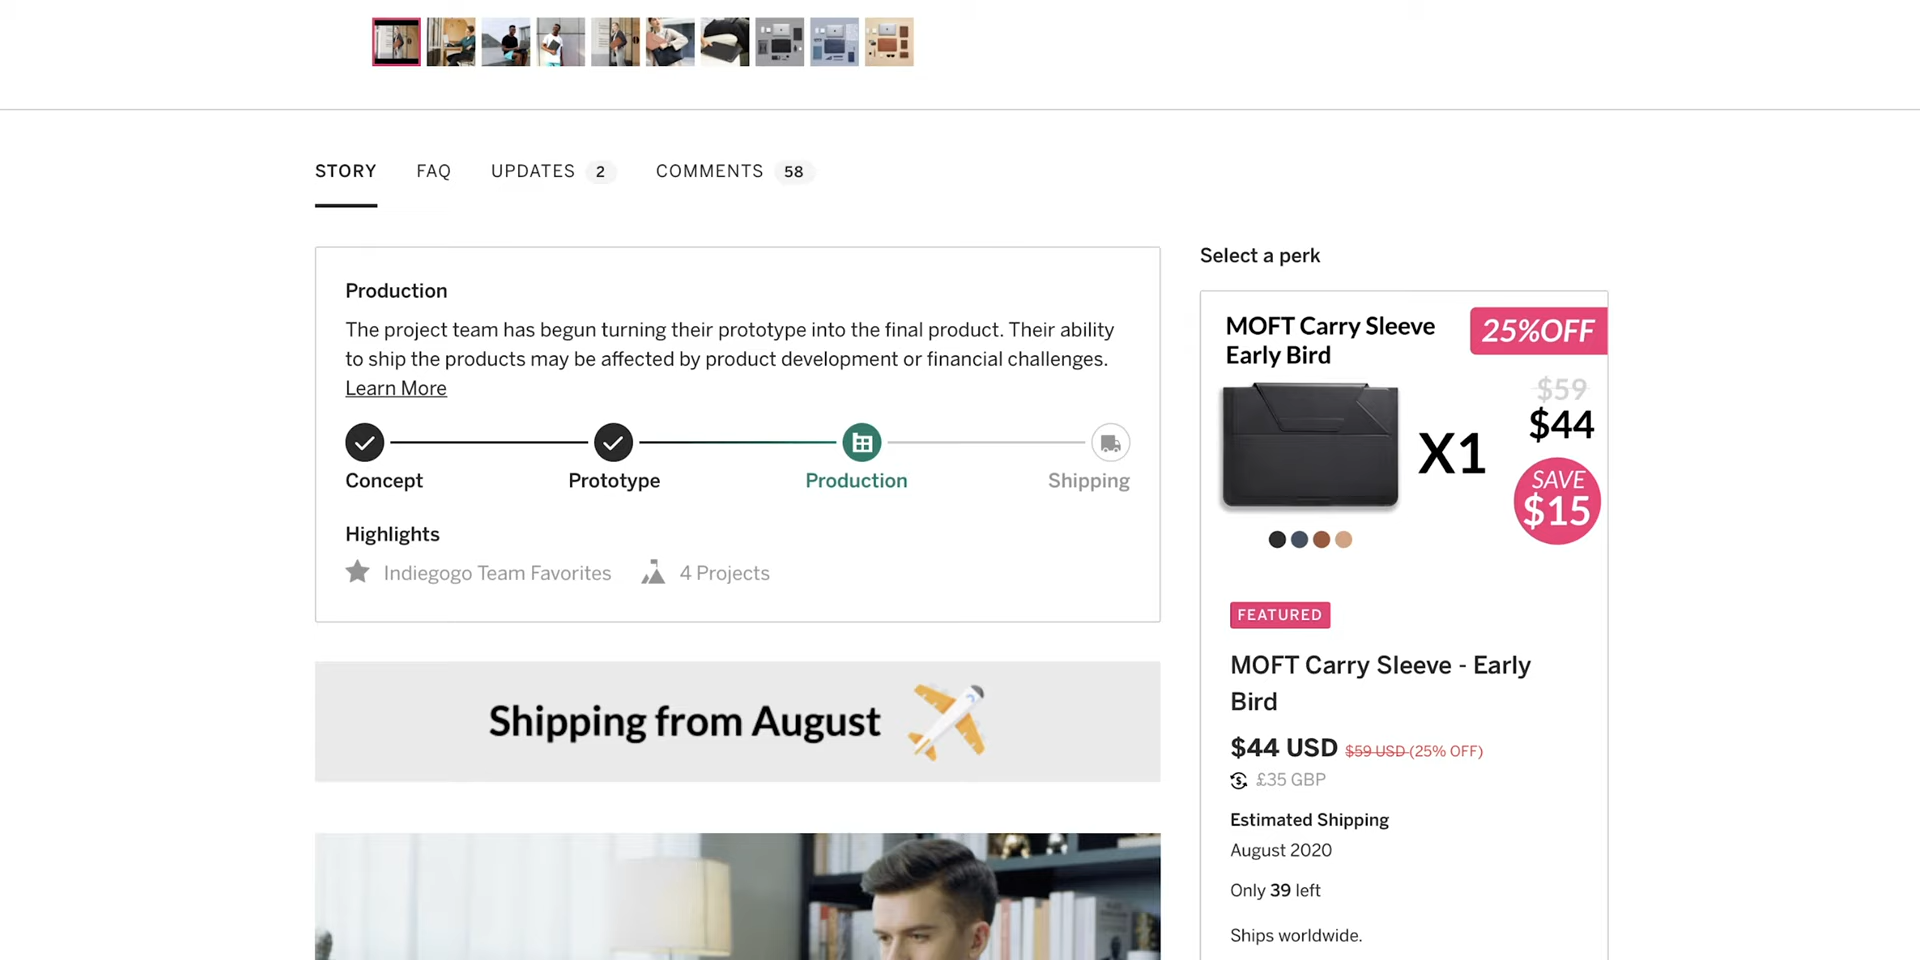 STORY FAQ UPDATES 2 COMMENTS 58
Production
The project team has begun turning their prototype into the final product. Their ability
to ship the products may be affected by product development or financial challenges.
Learn More
Concept Prototype Production Shipping
Highlights
Indiegogo Team Favorites 4 Projects
Shipping from August
Select a perk
MOFT Carry Sleeve
Early Bird
25%OFF
$59
$44
X1
SAVE
$15
FEATURED
MOFT Carry Sleeve - Early
Bird
$44 USD $59 USD (25% OFF)
£35 GBP
Estimated Shipping
August 2020
Only 39 left
Ships worldwide.